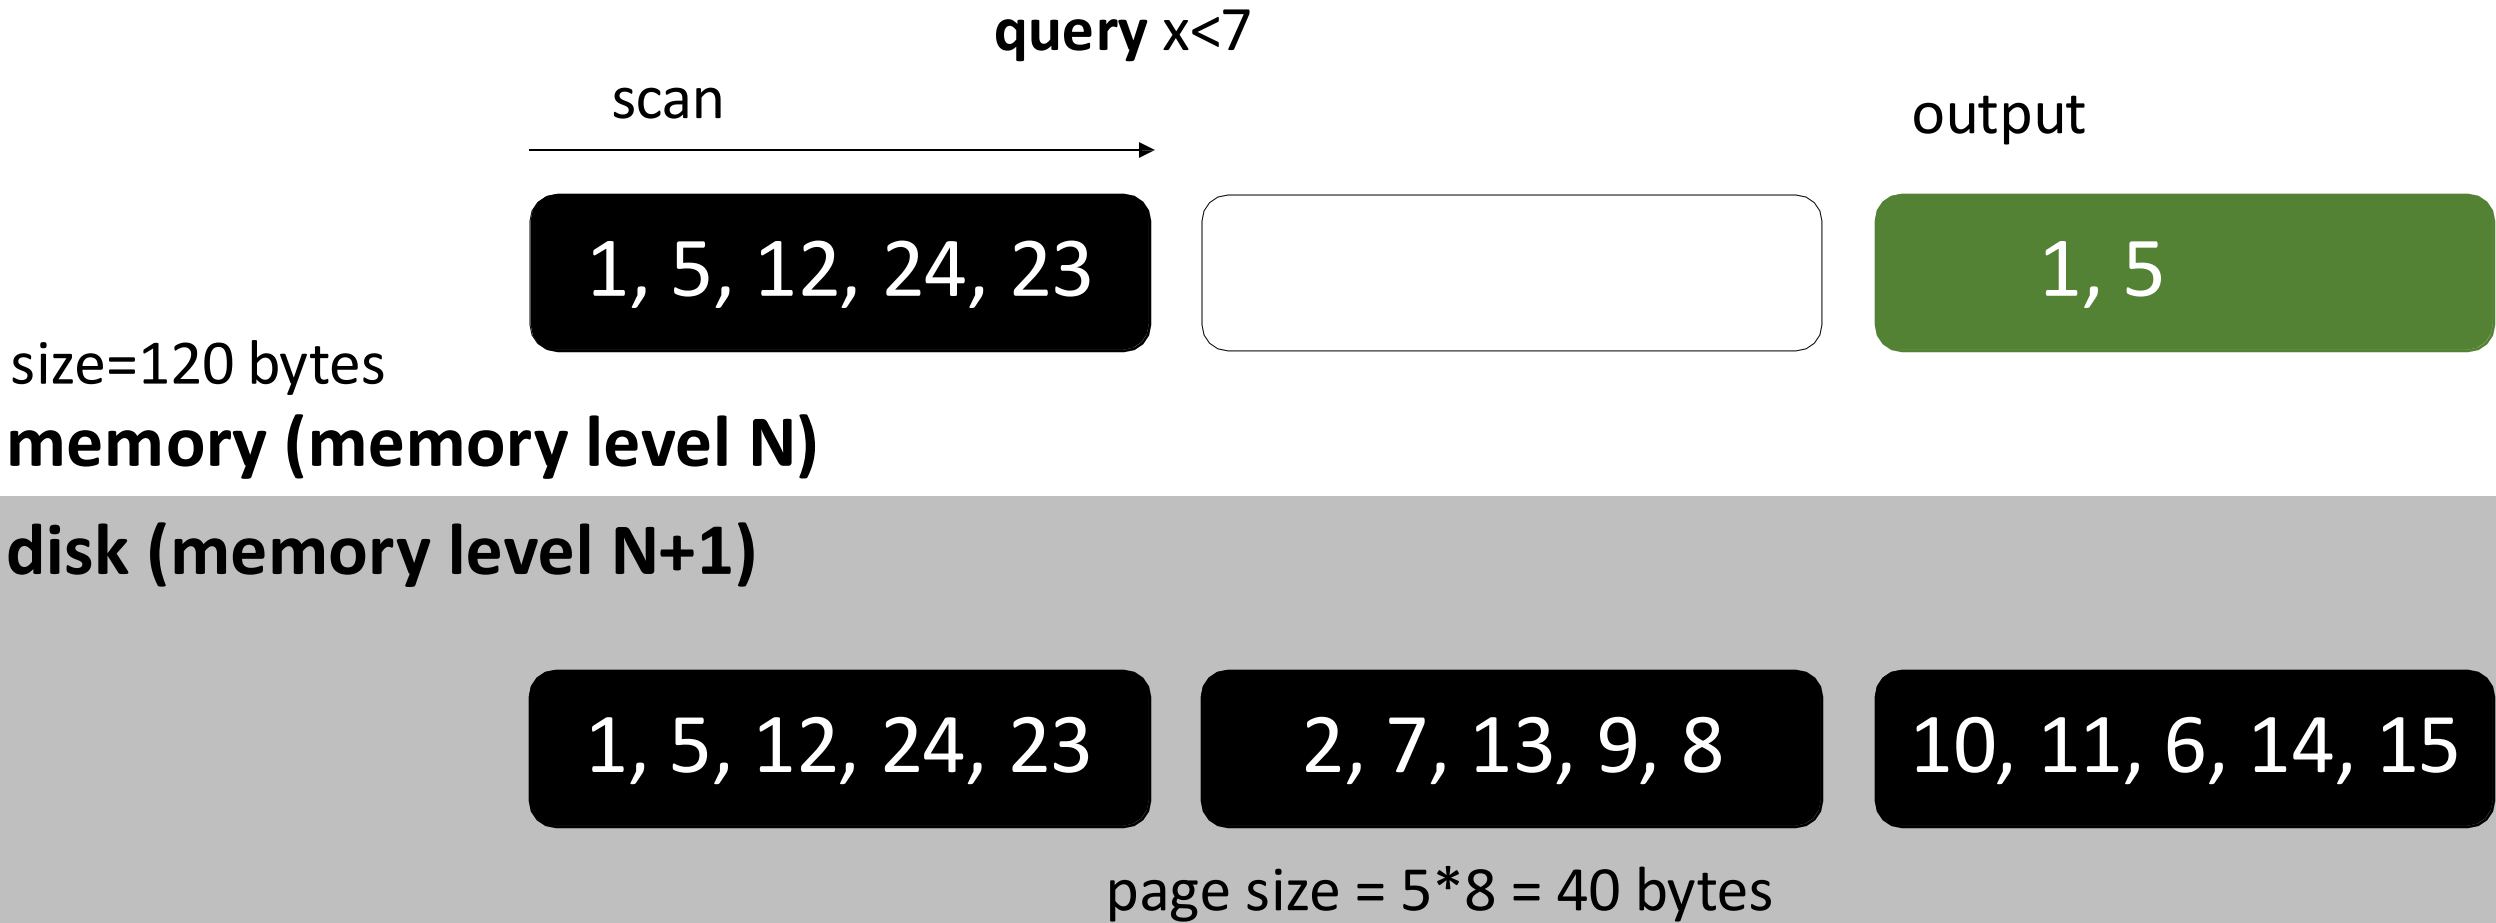 query x<7
scan
output
1, 5, 12, 24, 23
1, 5
size=120 bytes
memory (memory level N)
disk (memory level N+1)
1, 5, 12, 24, 23
2, 7, 13, 9, 8
10, 11, 6, 14, 15
page size = 5*8 = 40 bytes